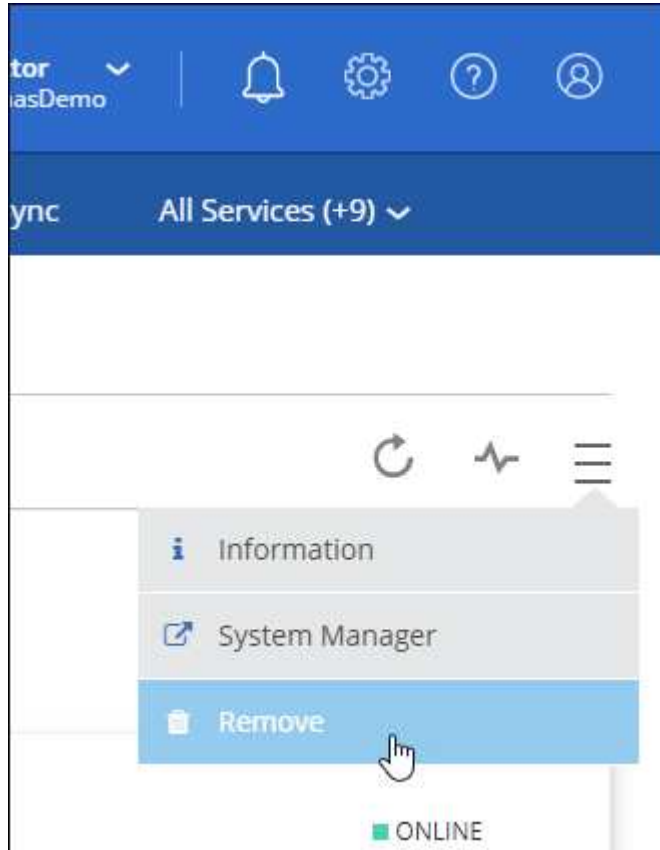 tor
asDemo
ync
All Services (+9)
Information
System Manager
Remove
ONLINE